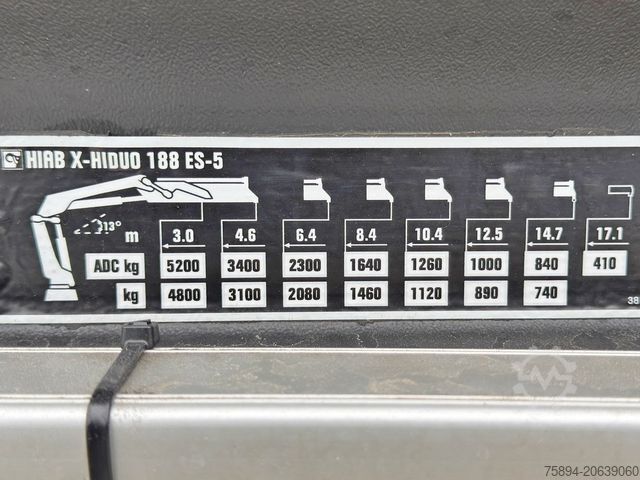 HIAB X-HIDUO 188 ES-5
13° m 3.0 4.6 6.4 8.4 10.4 12.5 14.7 17.1
ADC kg 5200 3400 2300 1640 1260 1000 840 410
kg 4800 3100 2080 1460 1120 890 740
38
75894-20639060